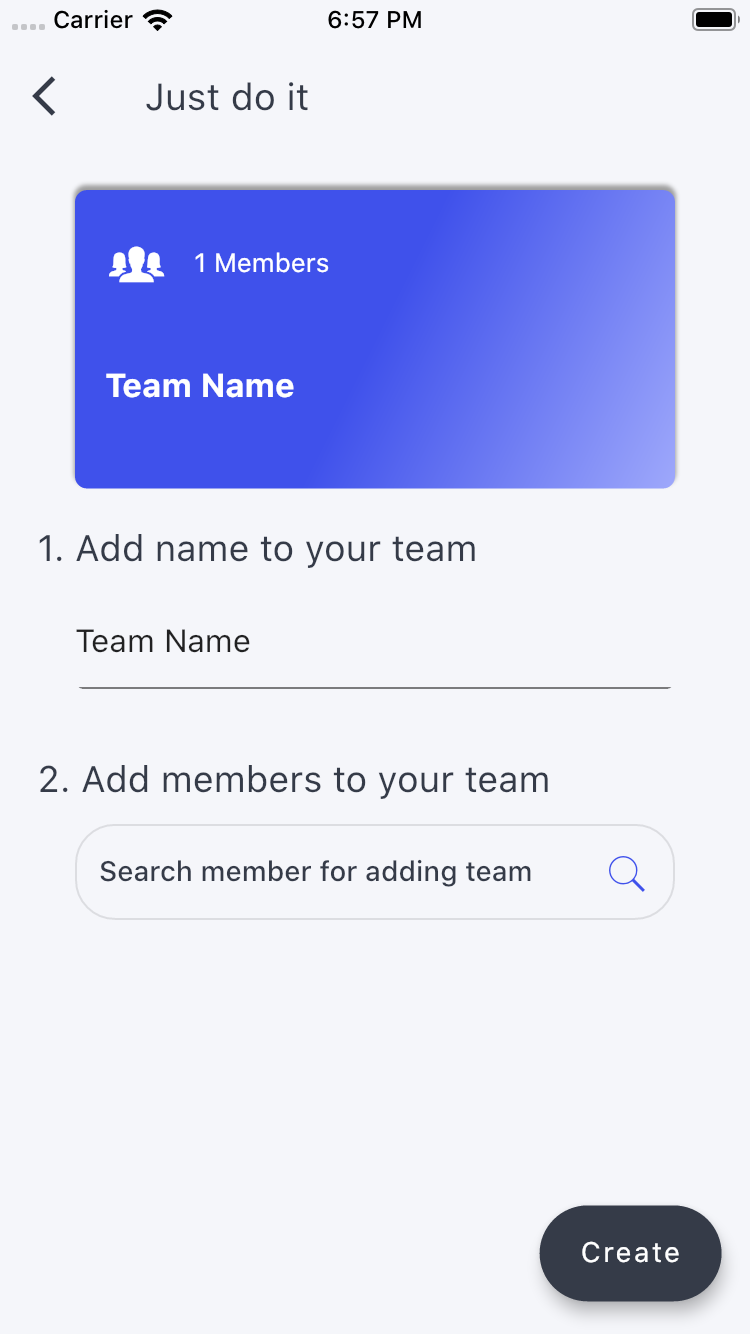 Carrier 6:57 PM
Just do it
1 Members
Team Name
1. Add name to your team
Team Name
2. Add members to your team
Search member for adding team
Create